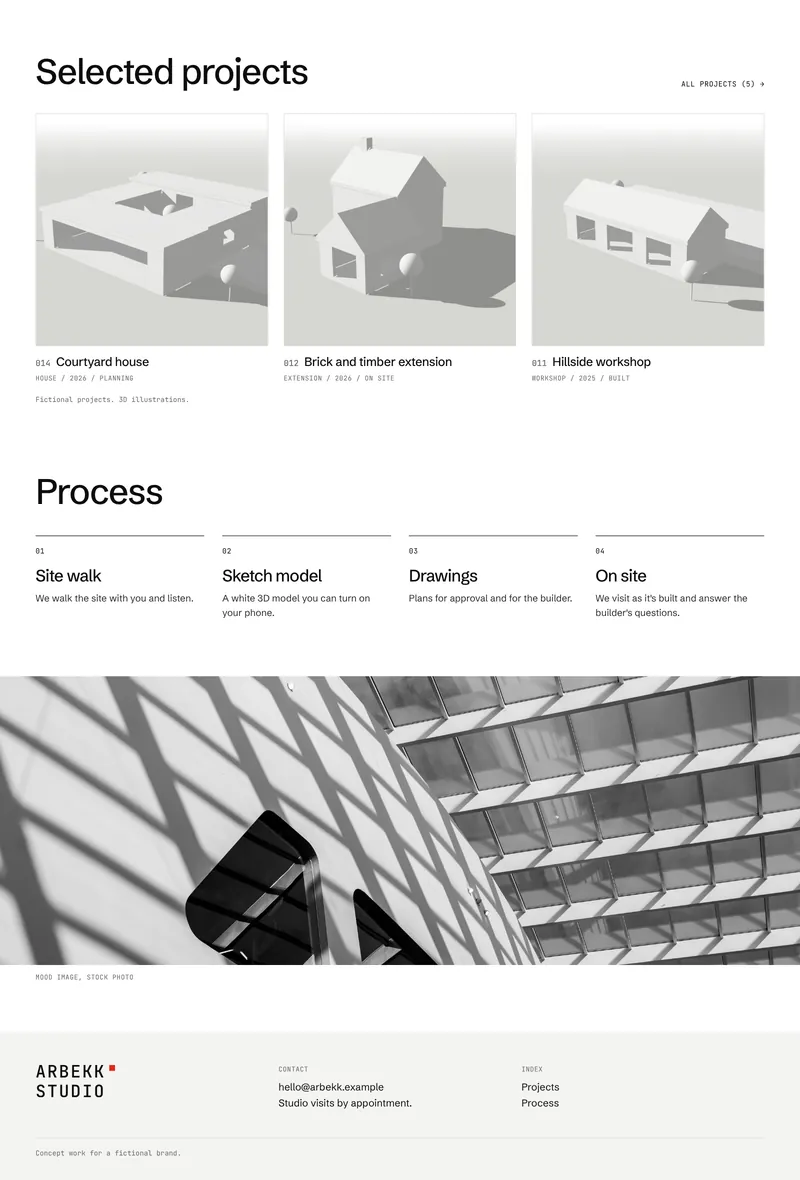 Selected projects
ALL PROJECTS (5) →
014 Courtyard house
HOUSE / 2026 / PLANNING
012 Brick and timber extension
EXTENSION / 2026 / ON SITE
011 Hillside workshop
WORKSHOP / 2025 / BUILT
Fictional projects. 3D illustrations.
Process
01
Site walk
We walk the site with you and listen.
02
Sketch model
A white 3D model you can turn on
your phone.
03
Drawings
Plans for approval and for the builder.
04
On site
We visit as it's built and answer the
builder's questions.
MOOD IMAGE, STOCK PHOTO
ARBEKK
STUDIO
CONTACT
hello@arbekk.example
Studio visits by appointment.
INDEX
Projects
Process
Concept work for a fictional brand.